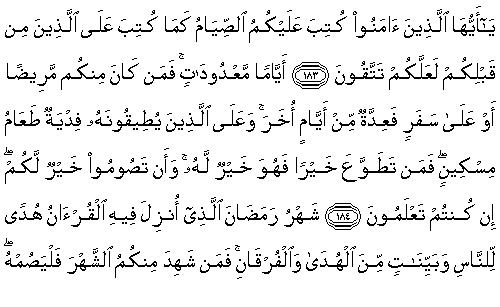 يَـٰٓأَيُّهَا ٱلَّذِينَ ءَامَنُوا۟ كُتِبَ عَلَيْكُمُ ٱلصِّيَامُ كَمَا كُتِبَ عَلَى ٱلَّذِينَ مِن
قَبْلِكُمْ لَعَلَّكُمْ تَتَّقُونَ ﴿١٨٣﴾ أَيَّامًا مَّعْدُودَٰتٍ ۚ فَمَن كَانَ مِنكُم مَّرِيضًا
أَوْ عَلَىٰ سَفَرٍ فَعِدَّةٌ مِّنْ أَيَّامٍ أُخَرَ ۚ وَعَلَى ٱلَّذِينَ يُطِيقُونَهُۥ فِدْيَةٌ طَعَامُ
مِسْكِينٍ ۖ فَمَن تَطَوَّعَ خَيْرًا فَهُوَ خَيْرٌ لَّهُۥ ۚ وَأَن تَصُومُوا۟ خَيْرٌ لَّكُمْ ۖ
إِن كُنتُمْ تَعْلَمُونَ ﴿١٨٤﴾ شَهْرُ رَمَضَانَ ٱلَّذِىٓ أُنزِلَ فِيهِ ٱلْقُرْءَانُ هُدًى
لِّلنَّاسِ وَبَيِّنَـٰتٍ مِّنَ ٱلْهُدَىٰ وَٱلْفُرْقَانِ ۚ فَمَن شَهِدَ مِنكُمُ ٱلشَّهْرَ فَلْيَصُمْهُ ۖ